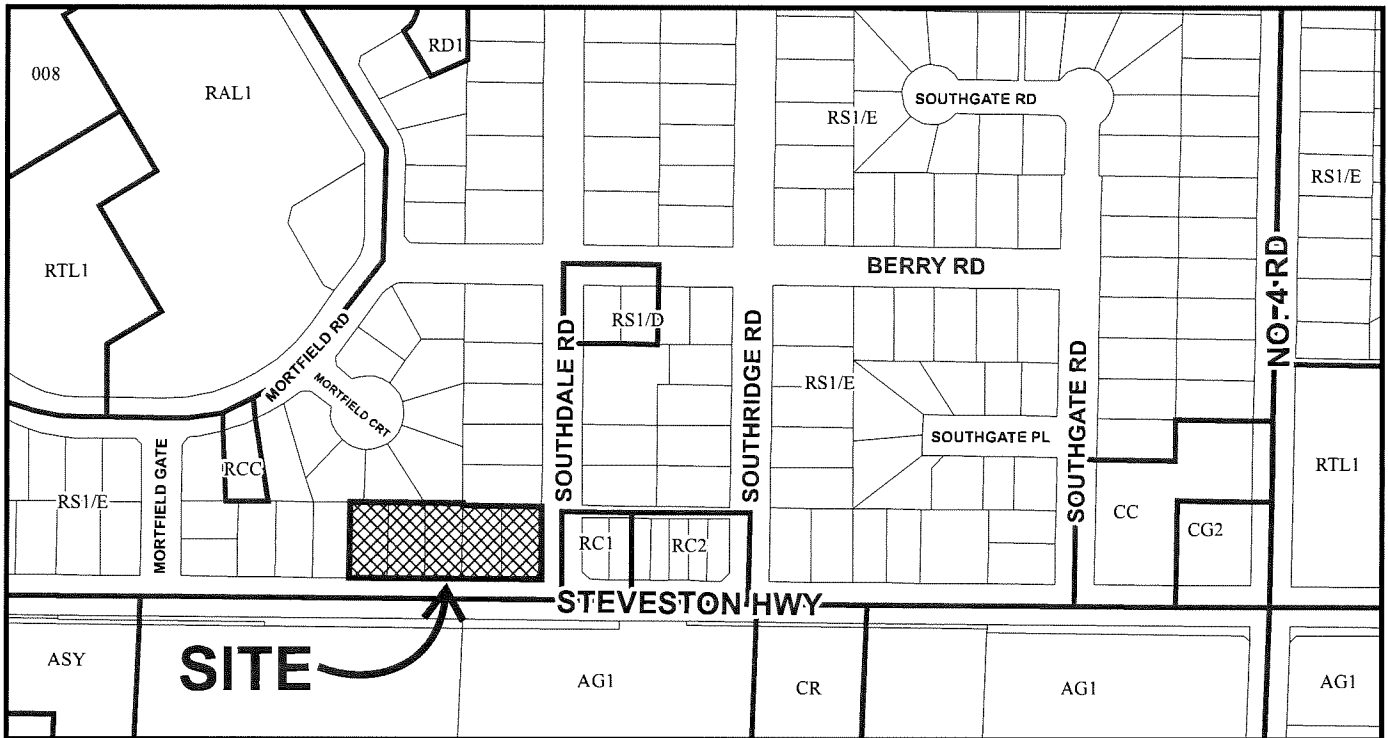 RD1
008
RAL1
SOUTHGATE RD
RS1/E
RS1/E
RTL1
BERRY RD
NO. 4 RD
MORTFIELD RD
SOUTHDALE RD
RS1/D
SOUTHRIDGE RD
RS1/E
SOUTHGATE RD
MORTFIELD CRT
SOUTHGATE PL
MORTFIELD GATE
RCC
RS1/E
RTL1
CC
CG2
RC1
RC2
STEVESTON HWY
SITE
ASY
AG1
CR
AG1
AG1